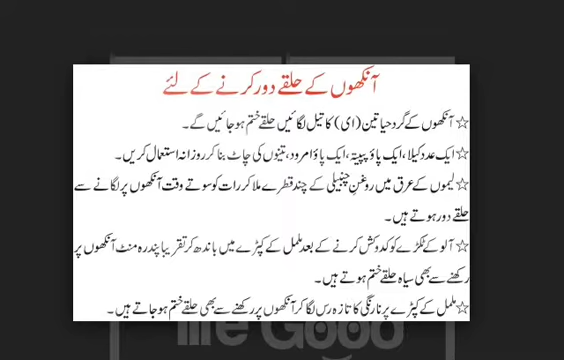 آنکھوں کے حلقے دور کرنے کے لئے
☆ آنکھوں کے گرد حیاتین (ای) کا تیل لگائیں حلقے ختم ہو جائیں گے۔
☆ ایک عدد کیلا، ایک پاؤ پپیتہ، ایک پاؤ امرود، تینوں کی چاٹ بنا کر روزانہ استعمال کریں۔
☆ لیموں کے عرق میں روغن چنبیلی کے چند قطرے ملا کر رات کو سوتے وقت آنکھوں پر لگانے سے
حلقے دور ہوتے ہیں۔
☆ آلو کے ٹکڑے کو کدوکش کرنے کے بعد ململ کے کپڑے میں باندھ کر تقریبا پندرہ منٹ آنکھوں پر
رکھنے سے بھی سیاہ حلقے ختم ہوتے ہیں۔
☆ ململ کے کپڑے پر نارنگی کا تازہ رس لگا کر آنکھوں پر رکھنے سے بھی حلقے ختم ہو جاتے ہیں۔
life Good